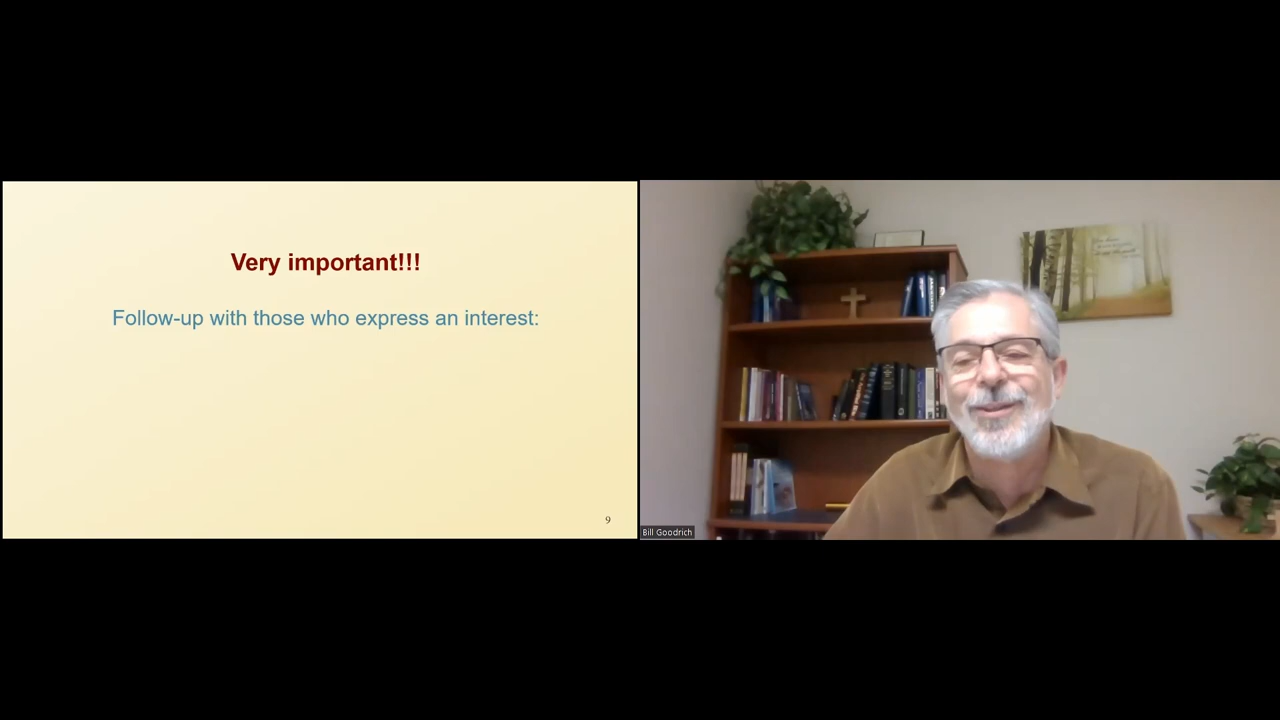 Very important!!!
Follow-up with those who express an interest:
9
Bill Goodrich